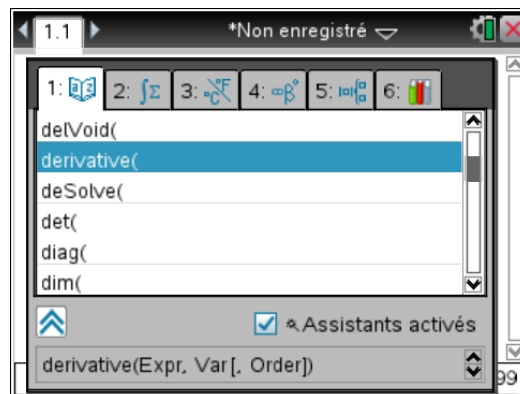 1.1 *Non enregistré
1: 2: ∫Σ 3: °C°F 4: ∞β° 5: 6:
delVoid(
derivative(
deSolve(
det(
diag(
dim(
Assistants activés
derivative(Expr, Var[, Order])
99